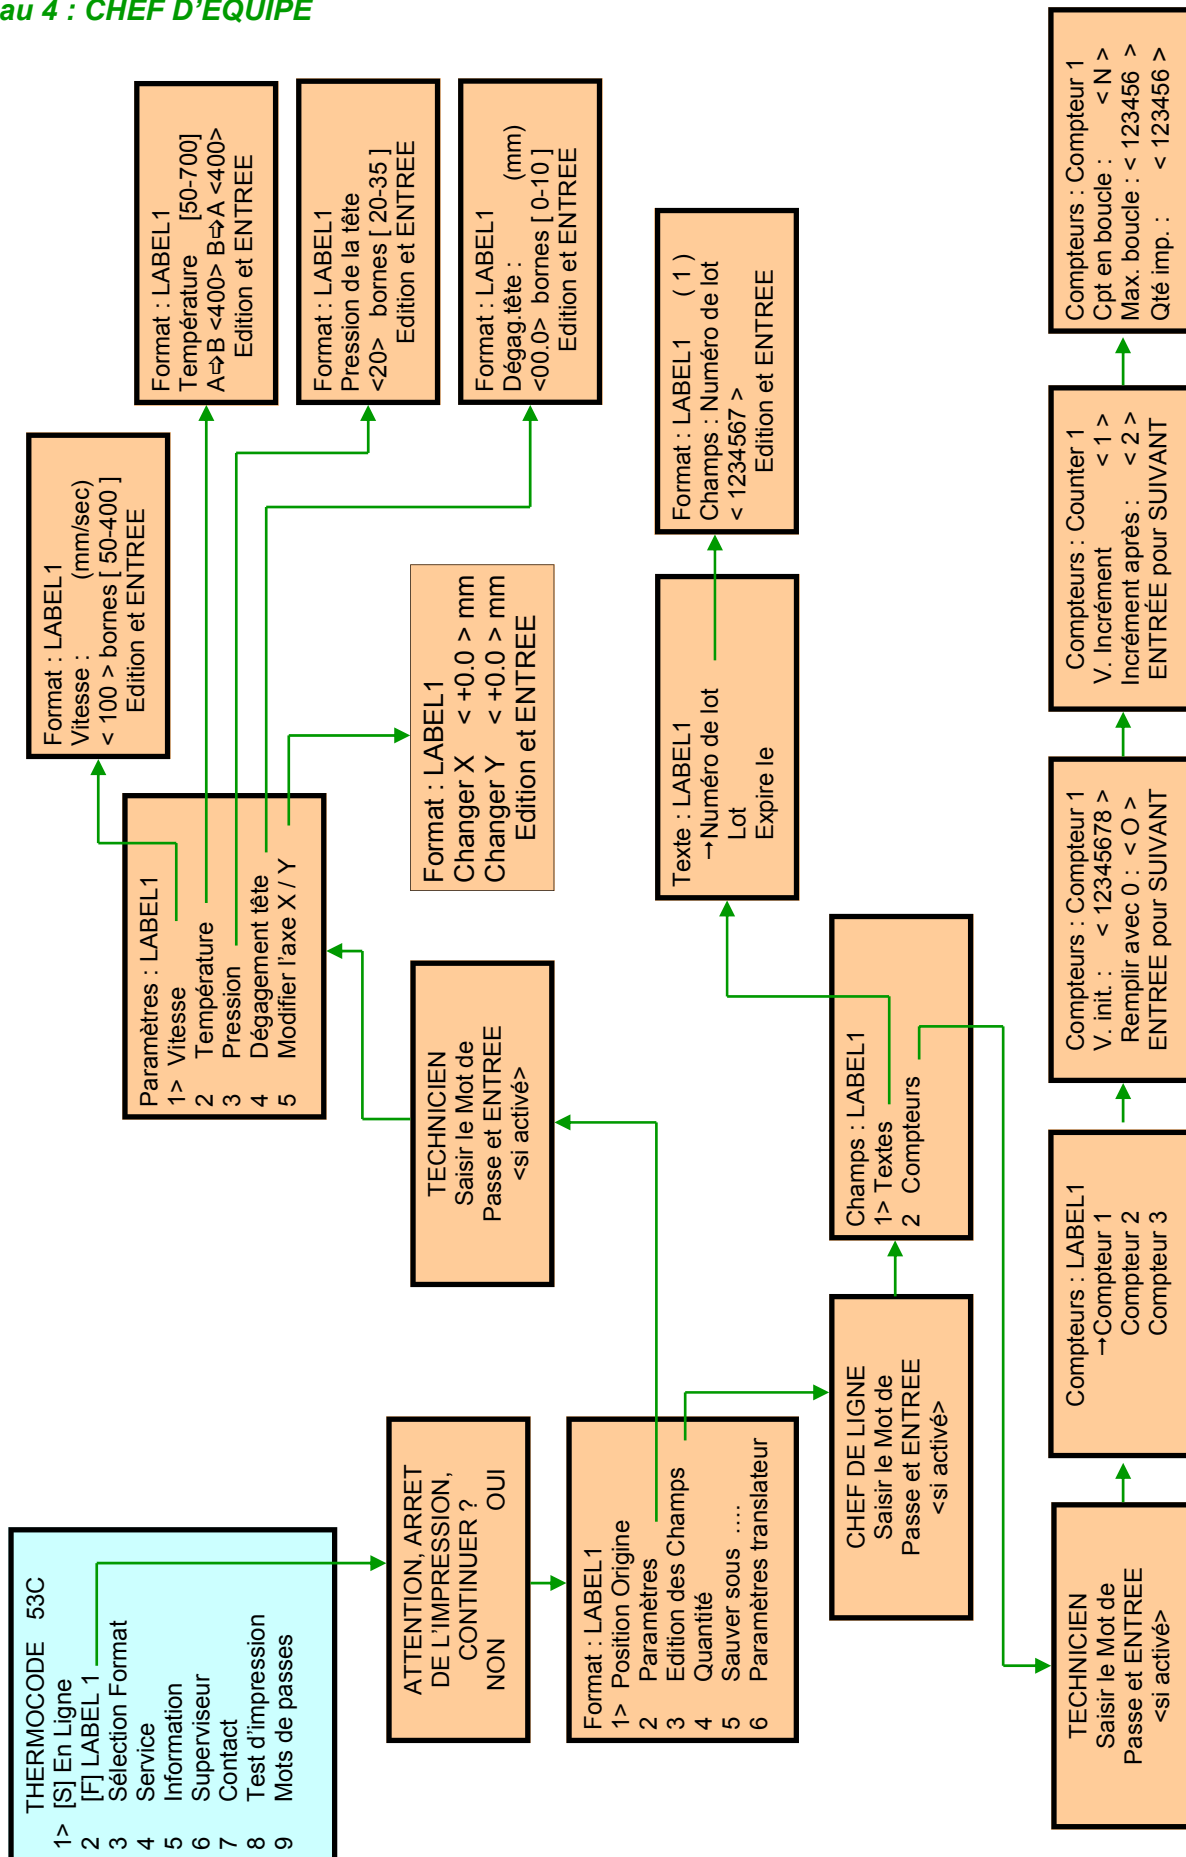 au 4 : CHEF D'EQUIPE
THERMOCODE 53C
1> [S] En Ligne
2 [F] LABEL 1
3 Sélection Format
4 Service
5 Information
6 Superviseur
7 Contact
8 Test d'impression
9 Mots de passes
ATTENTION, ARRET
DE L'IMPRESSION,
CONTINUER ?
NON OUI
Format : LABEL1
1> Position Origine
2 Paramètres
3 Edition des Champs
4 Quantité
5 Sauver sous ....
6 Paramètres translateur
TECHNICIEN
Saisir le Mot de
Passe et ENTREE
<si activé>
Paramètres : LABEL1
1> Vitesse
2 Température
3 Pression
4 Dégagement tête
5 Modifier l'axe X / Y
Format : LABEL1
Vitesse : (mm/sec)
< 100 > bornes [ 50-400 ]
Edition et ENTREE
Format : LABEL1
Température [50-700]
A⇨B <400> B⇨A <400>
Edition et ENTREE
Format : LABEL1
Pression de la tête
<20> bornes [ 20-35 ]
Edition et ENTREE
Format : LABEL1
Dégag.tête : (mm)
<00.0> bornes [ 0-10 ]
Edition et ENTREE
Format : LABEL1
Changer X < +0.0 > mm
Changer Y < +0.0 > mm
Edition et ENTREE
CHEF DE LIGNE
Saisir le Mot de
Passe et ENTREE
<si activé>
Champs : LABEL1
1> Textes
2 Compteurs
Texte : LABEL1
→Numéro de lot
Lot
Expire le
Format : LABEL1 ( 1 )
Champs : Numéro de lot
< 1234567 >
Edition et ENTREE
TECHNICIEN
Saisir le Mot de
Passe et ENTREE
<si activé>
Compteurs : LABEL1
→Compteur 1
Compteur 2
Compteur 3
Compteurs : Compteur 1
V. init. : < 12345678 >
Remplir avec 0 : < O >
ENTREE pour SUIVANT
Compteurs : Counter 1
V. Incrément < 1 >
Incrément après : < 2 >
ENTRÉE pour SUIVANT
Compteurs : Compteur 1
Cpt en boucle : < N >
Max. boucle : < 123456 >
Qté imp. : < 123456 >